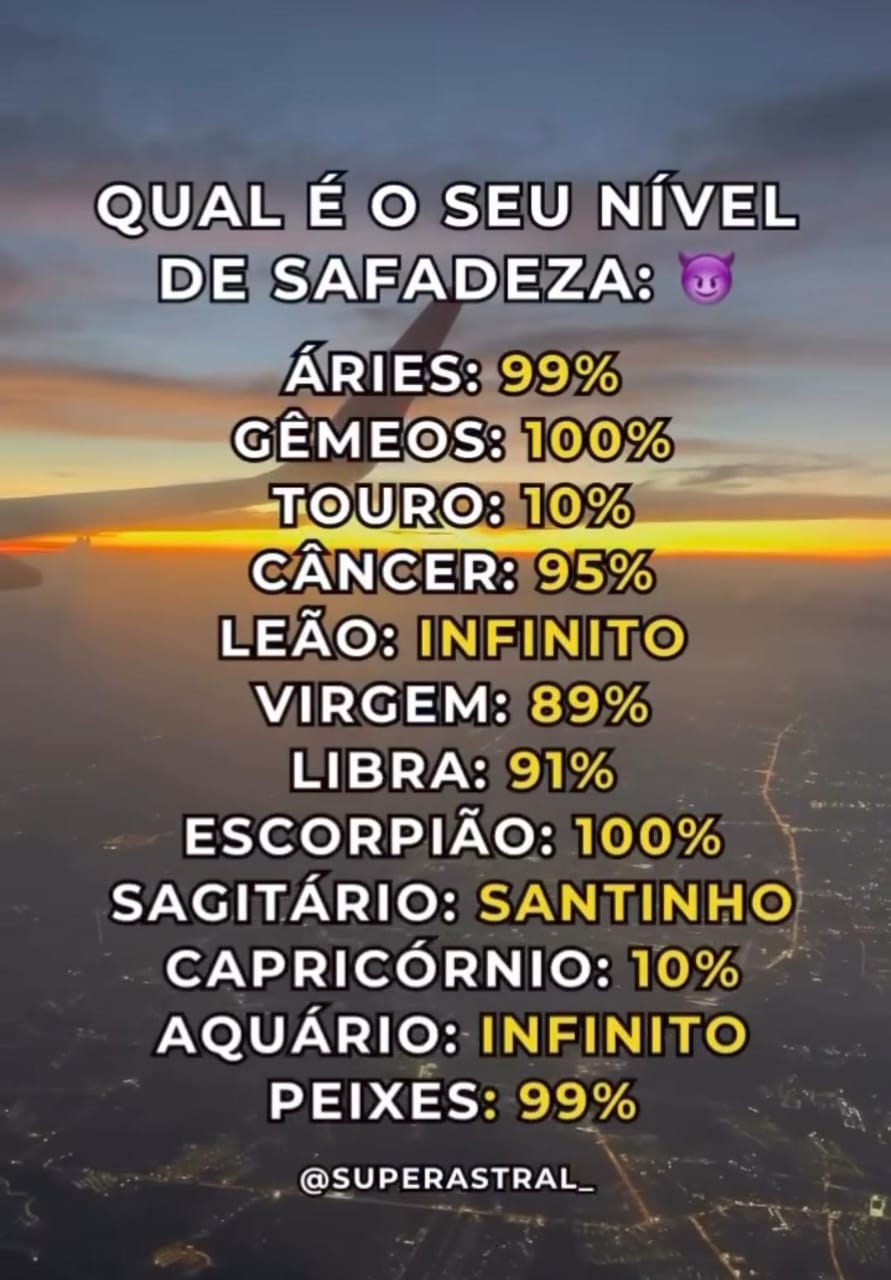 QUAL É O SEU NÍVEL
DE SAFADEZA: 😈
ÁRIES: 99%
GÊMEOS: 100%
TOURO: 10%
CÂNCER: 95%
LEÃO: INFINITO
VIRGEM: 89%
LIBRA: 91%
ESCORPIÃO: 100%
SAGITÁRIO: SANTINHO
CAPRICÓRNIO: 10%
AQUÁRIO: INFINITO
PEIXES: 99%
@SUPERASTRAL_